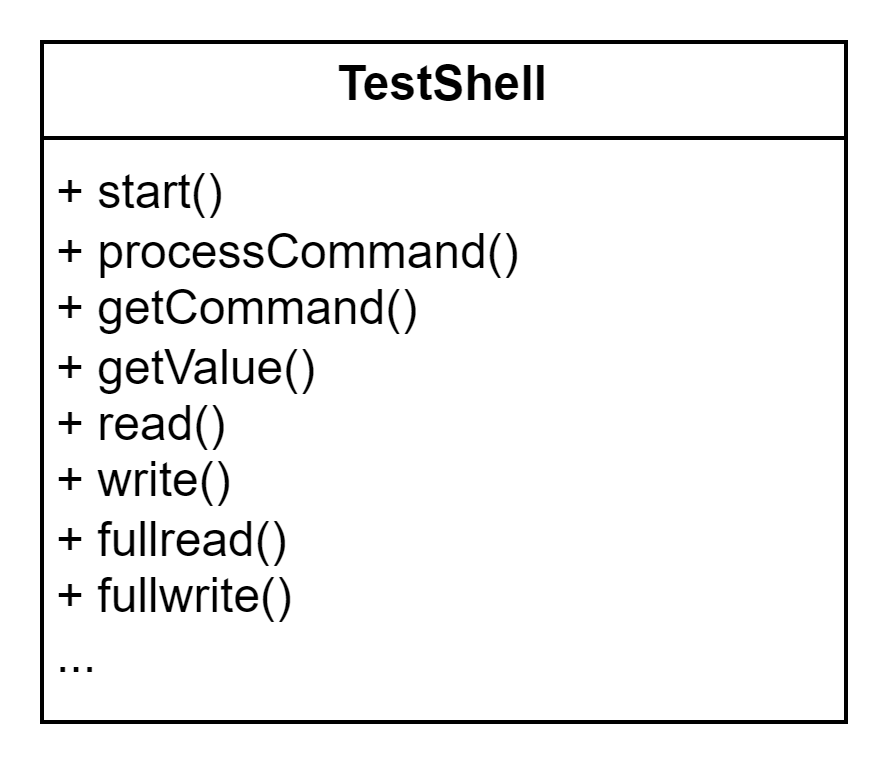 TestShell
+ start()
+ processCommand()
+ getCommand()
+ getValue()
+ read()
+ write()
+ fullread()
+ fullwrite()
...